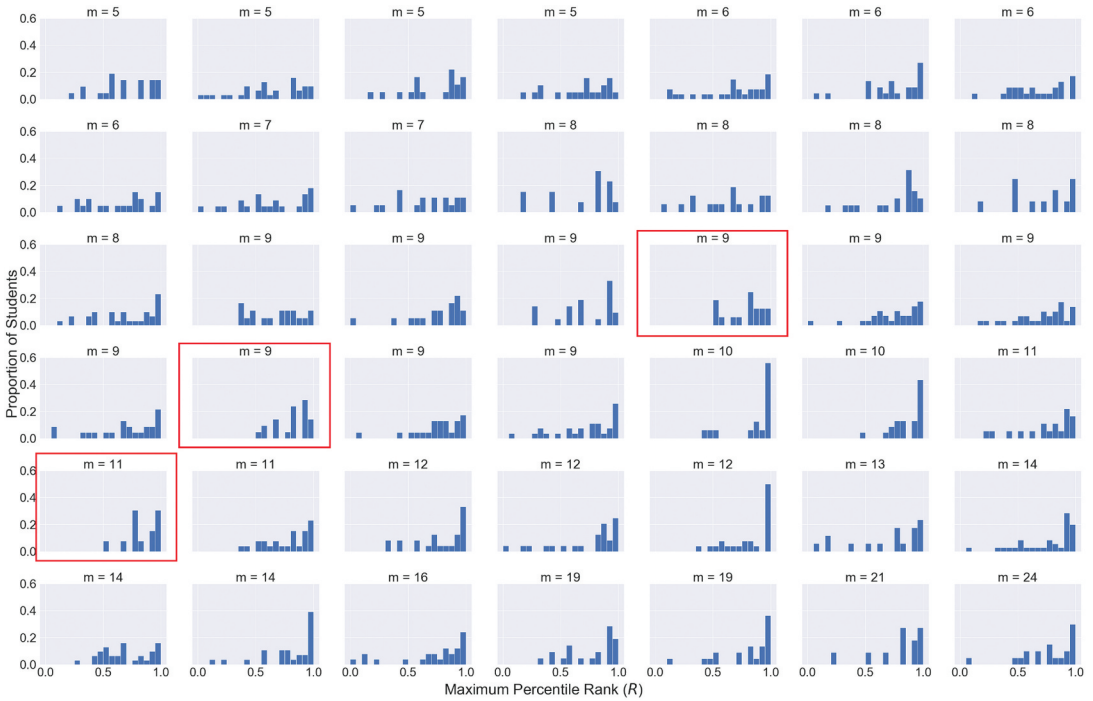 m = 5 m = 5 m = 5 m = 5 m = 6 m = 6 m = 6
0.6
0.4
0.2
0.0
m = 6 m = 7 m = 7 m = 8 m = 8 m = 8 m = 8
0.6
0.4
0.2
0.0
m = 8 m = 9 m = 9 m = 9 m = 9 m = 9 m = 9
0.6
0.4
0.2
0.0
Proportion of Students
m = 9 m = 9 m = 9 m = 9 m = 10 m = 10 m = 11
0.6
0.4
0.2
0.0
m = 11 m = 11 m = 12 m = 12 m = 12 m = 13 m = 14
0.6
0.4
0.2
0.0
m = 14 m = 14 m = 16 m = 19 m = 19 m = 21 m = 24
0.6
0.4
0.2
0.0
0.0 0.5 1.0 0.0 0.5 1.0 0.0 0.5 1.0 0.0 0.5 1.0 0.0 0.5 1.0 0.0 0.5 1.0 0.0 0.5 1.0
Maximum Percentile Rank (R)